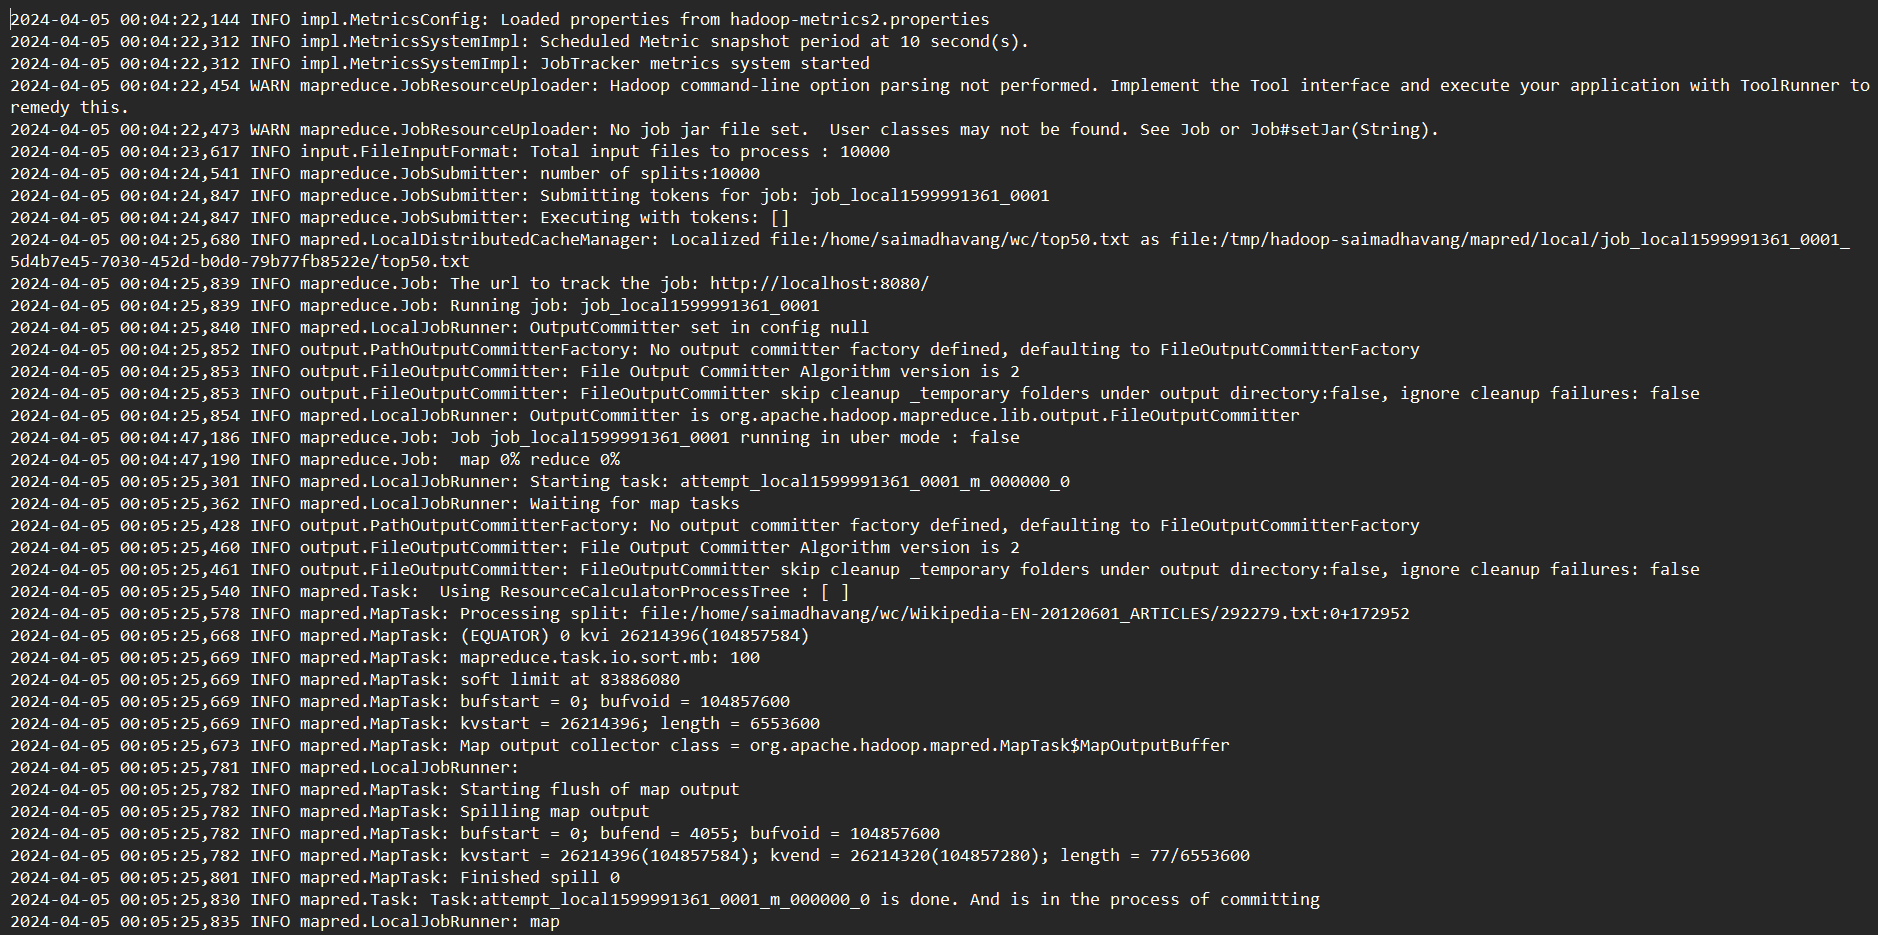 2024-04-05 00:04:22,144 INFO impl.MetricsConfig: Loaded properties from hadoop-metrics2.properties
2024-04-05 00:04:22,312 INFO impl.MetricsSystemImpl: Scheduled Metric snapshot period at 10 second(s).
2024-04-05 00:04:22,312 INFO impl.MetricsSystemImpl: JobTracker metrics system started
2024-04-05 00:04:22,454 WARN mapreduce.JobResourceUploader: Hadoop command-line option parsing not performed. Implement the Tool interface and execute your application with ToolRunner to
remedy this.
2024-04-05 00:04:22,473 WARN mapreduce.JobResourceUploader: No job jar file set.  User classes may not be found. See Job or Job#setJar(String).
2024-04-05 00:04:23,617 INFO input.FileInputFormat: Total input files to process : 10000
2024-04-05 00:04:24,541 INFO mapreduce.JobSubmitter: number of splits:10000
2024-04-05 00:04:24,847 INFO mapreduce.JobSubmitter: Submitting tokens for job: job_local1599991361_0001
2024-04-05 00:04:24,847 INFO mapreduce.JobSubmitter: Executing with tokens: []
2024-04-05 00:04:25,680 INFO mapred.LocalDistributedCacheManager: Localized file:/home/saimadhavang/wc/top50.txt as file:/tmp/hadoop-saimadhavang/mapred/local/job_local1599991361_0001_
5d4b7e45-7030-452d-b0d0-79b77fb8522e/top50.txt
2024-04-05 00:04:25,839 INFO mapreduce.Job: The url to track the job: http://localhost:8080/
2024-04-05 00:04:25,839 INFO mapreduce.Job: Running job: job_local1599991361_0001
2024-04-05 00:04:25,840 INFO mapred.LocalJobRunner: OutputCommitter set in config null
2024-04-05 00:04:25,852 INFO output.PathOutputCommitterFactory: No output committer factory defined, defaulting to FileOutputCommitterFactory
2024-04-05 00:04:25,853 INFO output.FileOutputCommitter: File Output Committer Algorithm version is 2
2024-04-05 00:04:25,853 INFO output.FileOutputCommitter: FileOutputCommitter skip cleanup _temporary folders under output directory:false, ignore cleanup failures: false
2024-04-05 00:04:25,854 INFO mapred.LocalJobRunner: OutputCommitter is org.apache.hadoop.mapreduce.lib.output.FileOutputCommitter
2024-04-05 00:04:47,186 INFO mapreduce.Job: Job job_local1599991361_0001 running in uber mode : false
2024-04-05 00:04:47,190 INFO mapreduce.Job:  map 0% reduce 0%
2024-04-05 00:05:25,301 INFO mapred.LocalJobRunner: Starting task: attempt_local1599991361_0001_m_000000_0
2024-04-05 00:05:25,362 INFO mapred.LocalJobRunner: Waiting for map tasks
2024-04-05 00:05:25,428 INFO output.PathOutputCommitterFactory: No output committer factory defined, defaulting to FileOutputCommitterFactory
2024-04-05 00:05:25,460 INFO output.FileOutputCommitter: File Output Committer Algorithm version is 2
2024-04-05 00:05:25,461 INFO output.FileOutputCommitter: FileOutputCommitter skip cleanup _temporary folders under output directory:false, ignore cleanup failures: false
2024-04-05 00:05:25,540 INFO mapred.Task:  Using ResourceCalculatorProcessTree : [ ]
2024-04-05 00:05:25,578 INFO mapred.MapTask: Processing split: file:/home/saimadhavang/wc/Wikipedia-EN-20120601_ARTICLES/292279.txt:0+172952
2024-04-05 00:05:25,668 INFO mapred.MapTask: (EQUATOR) 0 kvi 26214396(104857584)
2024-04-05 00:05:25,669 INFO mapred.MapTask: mapreduce.task.io.sort.mb: 100
2024-04-05 00:05:25,669 INFO mapred.MapTask: soft limit at 83886080
2024-04-05 00:05:25,669 INFO mapred.MapTask: bufstart = 0; bufvoid = 104857600
2024-04-05 00:05:25,669 INFO mapred.MapTask: kvstart = 26214396; length = 6553600
2024-04-05 00:05:25,673 INFO mapred.MapTask: Map output collector class = org.apache.hadoop.mapred.MapTask$MapOutputBuffer
2024-04-05 00:05:25,781 INFO mapred.LocalJobRunner:
2024-04-05 00:05:25,782 INFO mapred.MapTask: Starting flush of map output
2024-04-05 00:05:25,782 INFO mapred.MapTask: Spilling map output
2024-04-05 00:05:25,782 INFO mapred.MapTask: bufstart = 0; bufend = 4055; bufvoid = 104857600
2024-04-05 00:05:25,782 INFO mapred.MapTask: kvstart = 26214396(104857584); kvend = 26214320(104857280); length = 77/6553600
2024-04-05 00:05:25,801 INFO mapred.MapTask: Finished spill 0
2024-04-05 00:05:25,830 INFO mapred.Task: Task:attempt_local1599991361_0001_m_000000_0 is done. And is in the process of committing
2024-04-05 00:05:25,835 INFO mapred.LocalJobRunner: map